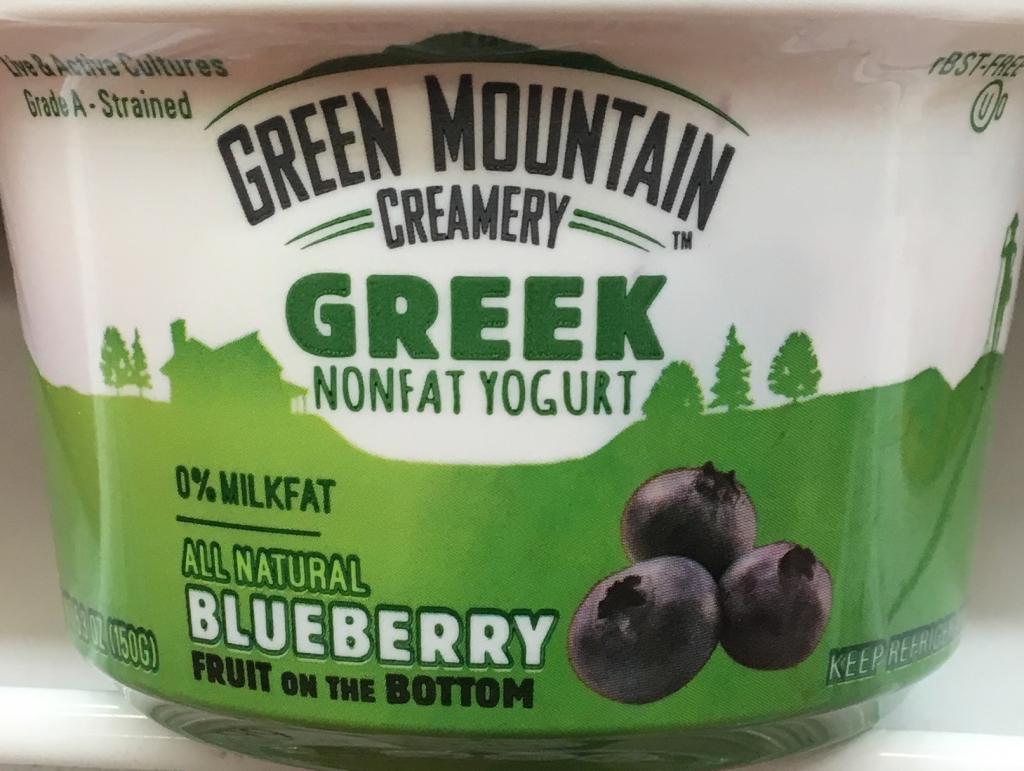 Live & Active Cultures
Grade A - Strained
rBST-FREE
U D
GREEN MOUNTAIN
CREAMERY TM
GREEK
NONFAT YOGURT
0% MILKFAT
ALL NATURAL
BLUEBERRY
FRUIT ON THE BOTTOM
OZ (150G)
KEEP